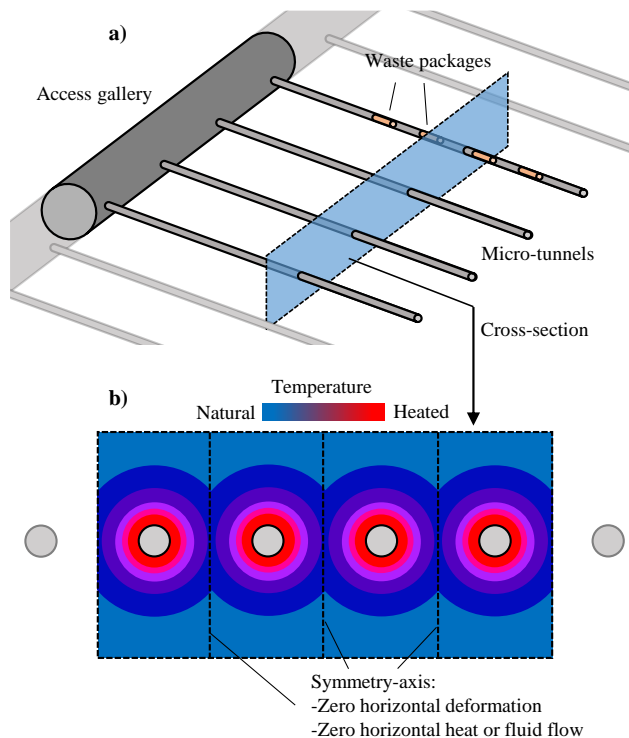 a)
Waste packages
Access gallery
Micro-tunnels
Cross-section
b)
Temperature
Natural
Heated
Symmetry-axis:
-Zero horizontal deformation
-Zero horizontal heat or fluid flow